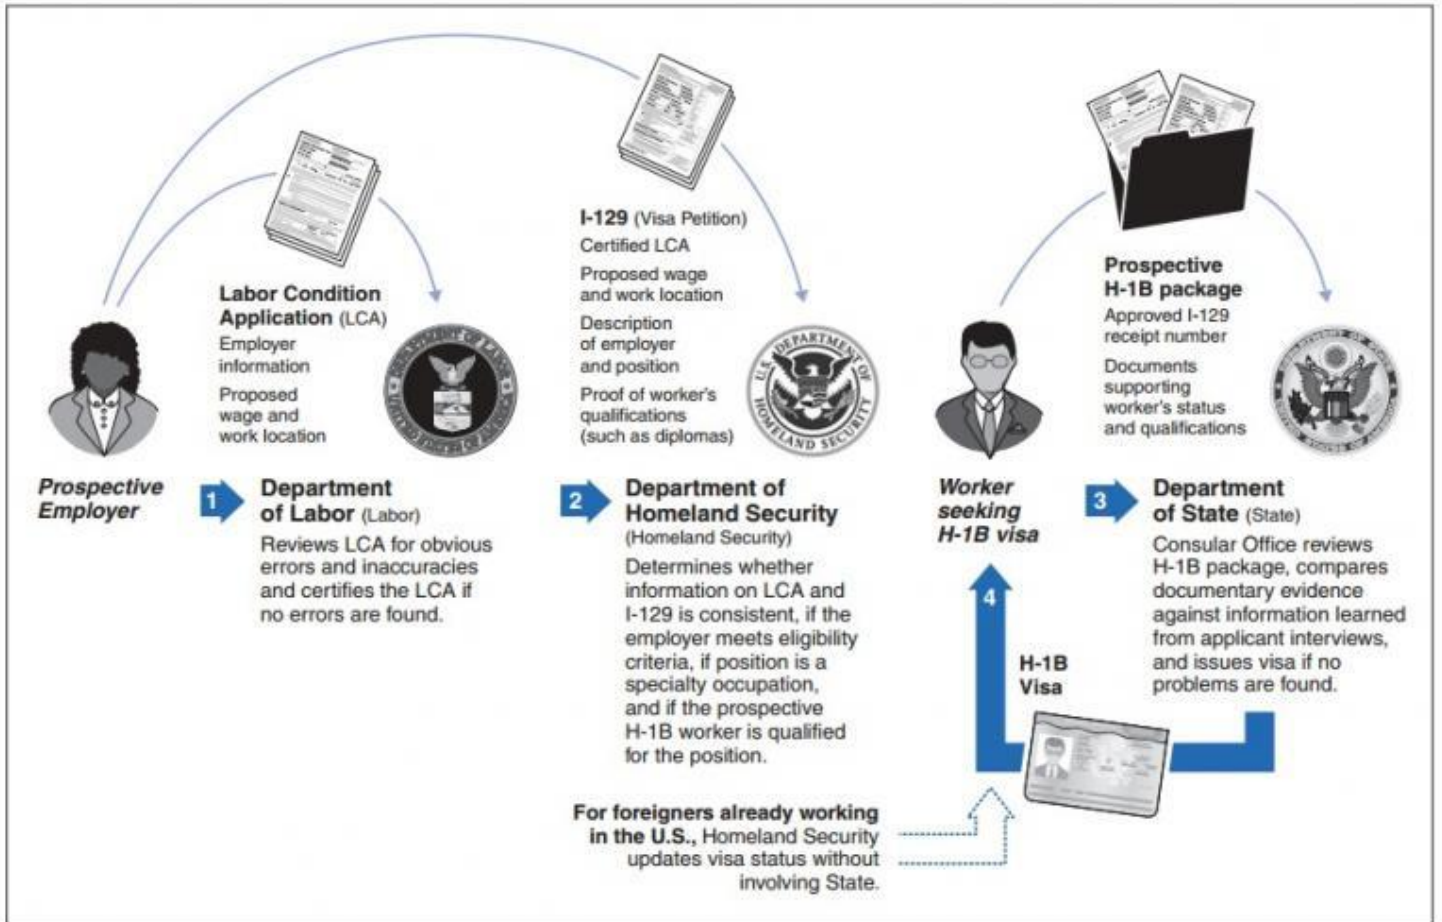 Labor Condition
Application (LCA)
Employer
information
Proposed
wage and
work location
I-129 (Visa Petition)
Certified LCA
Proposed wage
and work location
Description
of employer
and position
Proof of worker's
qualifications
(such as diplomas)
U.S. DEPARTMENT OF
HOMELAND SECURITY
Prospective
H-1B package
Approved I-129
receipt number
Documents
supporting
worker's status
and qualifications
Prospective
Employer
1
Department
of Labor (Labor)
Reviews LCA for obvious
errors and inaccuracies
and certifies the LCA if
no errors are found.
2
Department of
Homeland Security
(Homeland Security)
Determines whether
information on LCA and
I-129 is consistent, if the
employer meets eligibility
criteria, if position is a
specialty occupation,
and if the prospective
H-1B worker is qualified
for the position.
Worker
seeking
H-1B visa
3
Department
of State (State)
Consular Office reviews
H-1B package, compares
documentary evidence
against information learned
from applicant interviews,
and issues visa if no
problems are found.
4
H-1B
Visa
For foreigners already working
in the U.S., Homeland Security
updates visa status without
involving State.